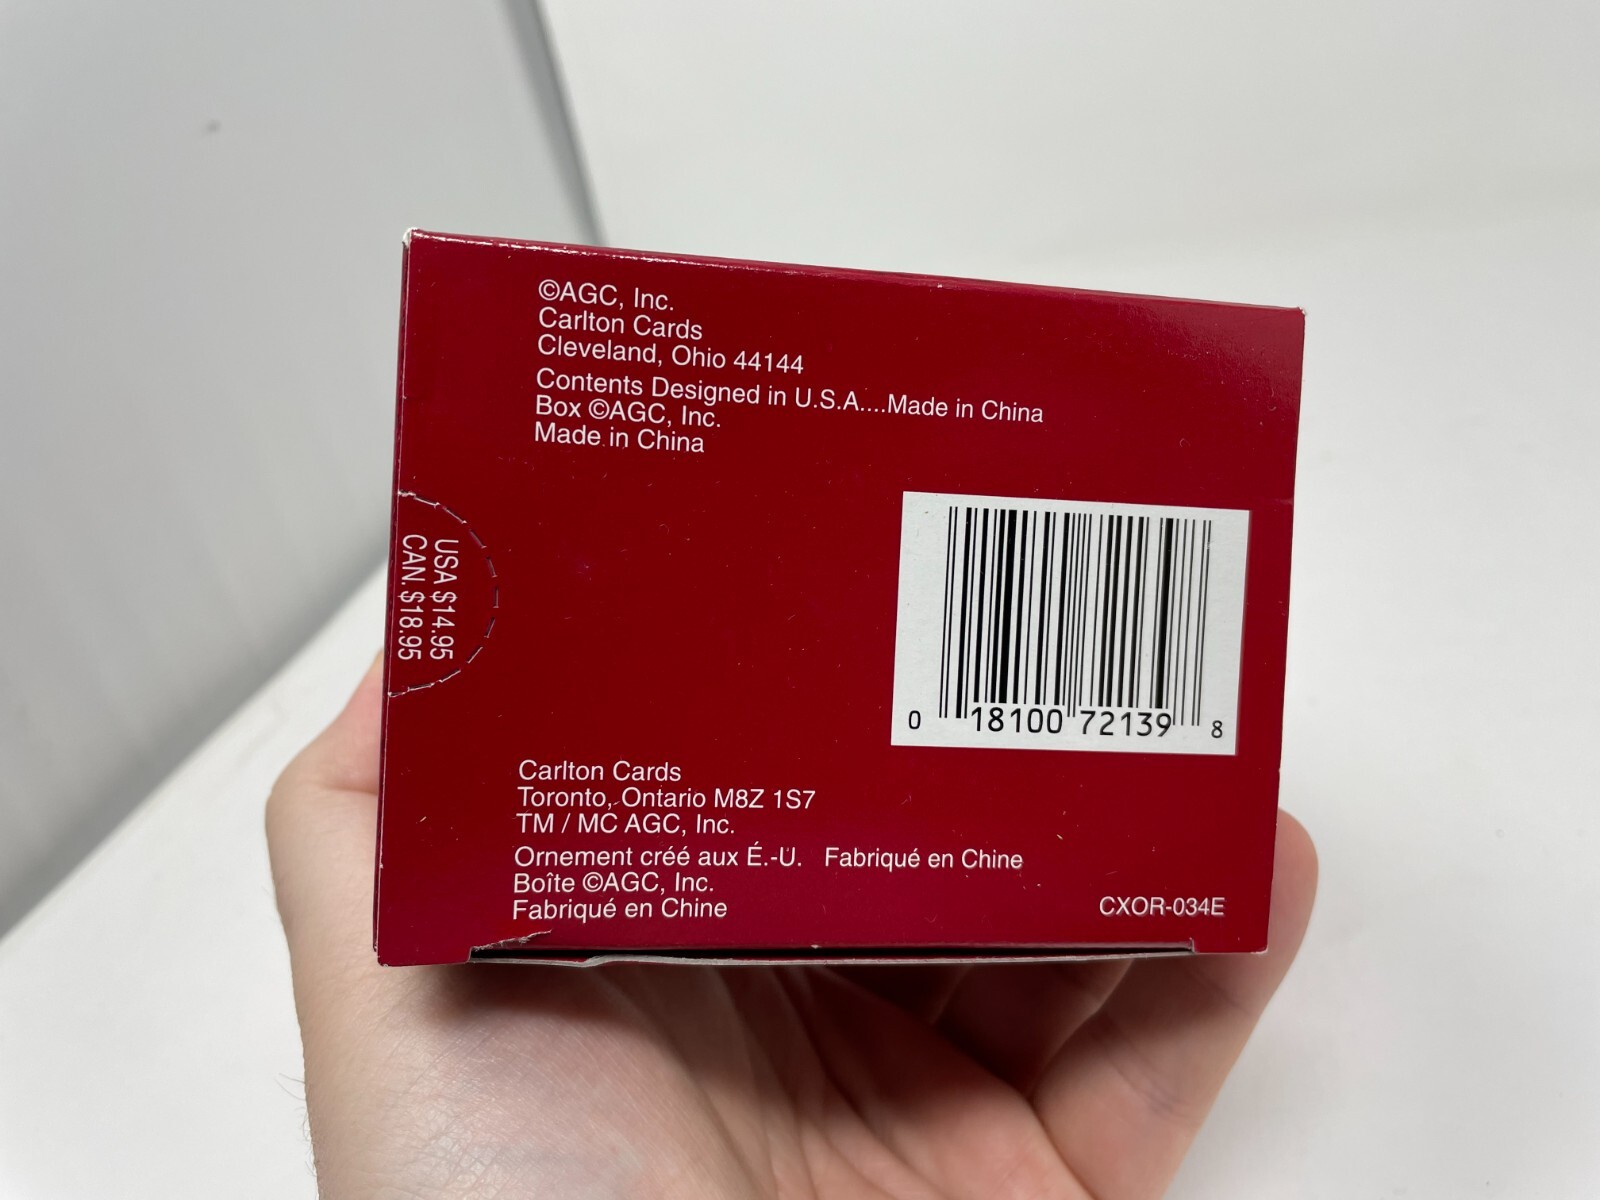 ©AGC, Inc.
Carlton Cards
Cleveland, Ohio 44144
Contents Designed in U.S.A....Made in China
Box ©AGC, Inc.
Made in China
USA $14.95
CAN. $18.95
0 18100 72139 8
Carlton Cards
Toronto, Ontario M8Z 1S7
TM / MC AGC, Inc.
Ornement créé aux É.-U. Fabriqué en Chine
Boîte ©AGC, Inc.
Fabriqué en Chine
CXOR-034E